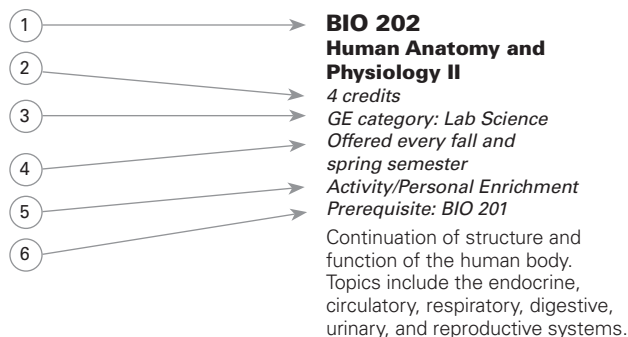 1
BIO 202
Human Anatomy and
2
Physiology II
4 credits
3
GE category: Lab Science
Offered every fall and
4
spring semester
Activity/Personal Enrichment
5
Prerequisite: BIO 201
6
Continuation of structure and
function of the human body.
Topics include the endocrine,
circulatory, respiratory, digestive,
urinary, and reproductive systems.